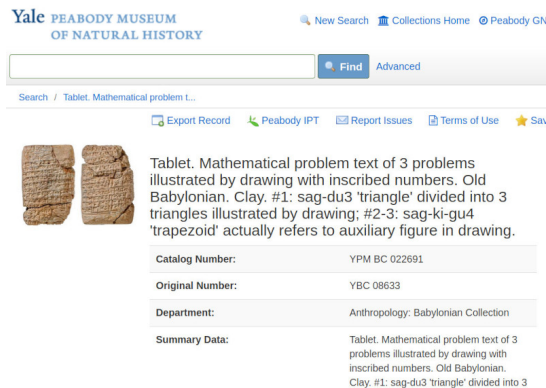 Yale PEABODY MUSEUM
OF NATURAL HISTORY
New Search Collections Home Peabody GN
Find Advanced
Search / Tablet. Mathematical problem t...
Export Record Peabody IPT Report Issues Terms of Use Sav
Tablet. Mathematical problem text of 3 problems
illustrated by drawing with inscribed numbers. Old
Babylonian. Clay. #1: sag-du3 'triangle' divided into 3
triangles illustrated by drawing; #2-3: sag-ki-gu4
'trapezoid' actually refers to auxiliary figure in drawing.
Catalog Number: YPM BC 022691
Original Number: YBC 08633
Department: Anthropology: Babylonian Collection
Summary Data: Tablet. Mathematical problem text of 3
problems illustrated by drawing with
inscribed numbers. Old Babylonian.
Clay. #1: sag-du3 'triangle' divided into 3